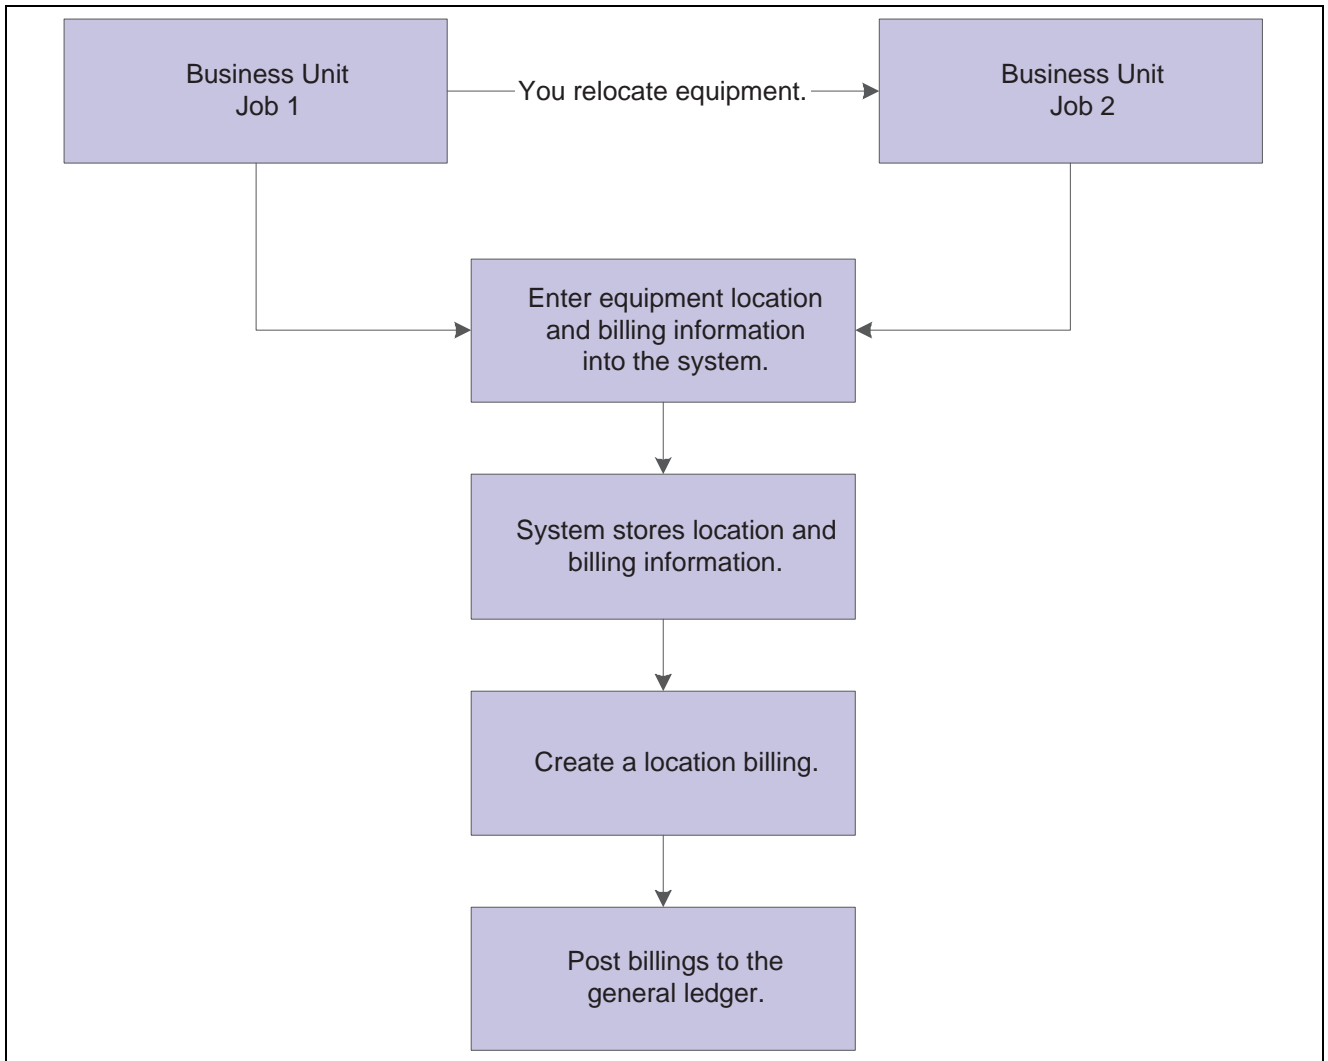 Business Unit
Job 1
You relocate equipment.
Business Unit
Job 2
Enter equipment location
and billing information
into the system.
System stores location and
billing information.
Create a location billing.
Post billings to the
general ledger.